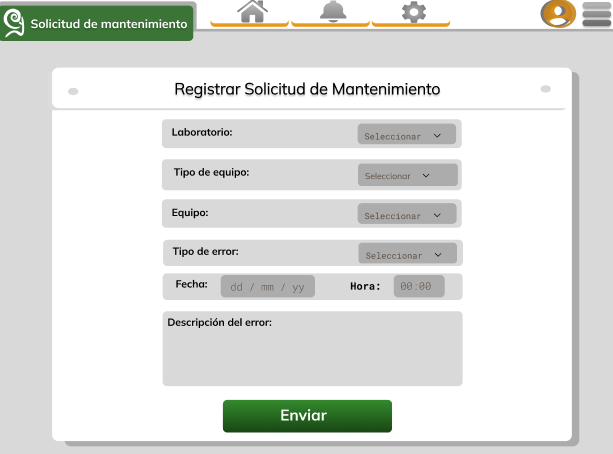 Solicitud de mantenimiento
Registrar Solicitud de Mantenimiento
Laboratorio: Seleccionar
Tipo de equipo: Seleccionar
Equipo: Seleccionar
Tipo de error: Seleccionar
Fecha: dd / mm / yy Hora: 00:00
Descripción del error:
Enviar